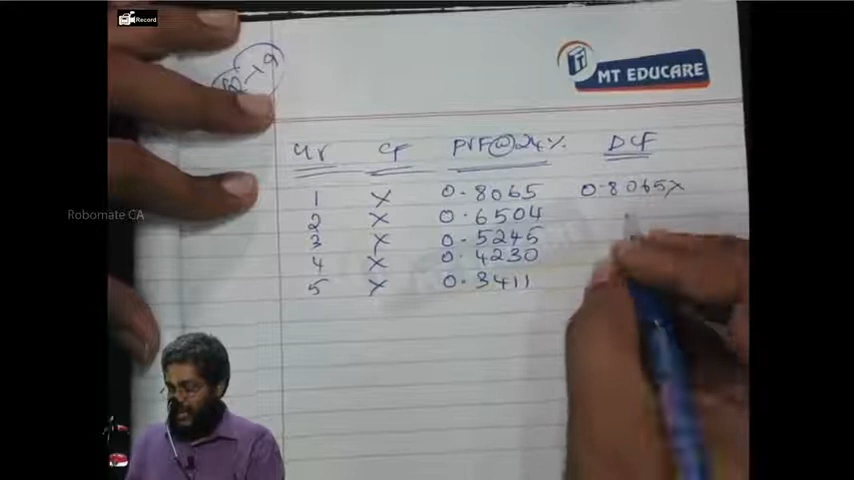 Record
MT EDUCARE
Yr CF PVF@24%. DCF
1 X 0.8065 0.8065X
2 X 0.6504
3 X 0.5245
4 X 0.4230
5 X 0.3411
Robomate CA